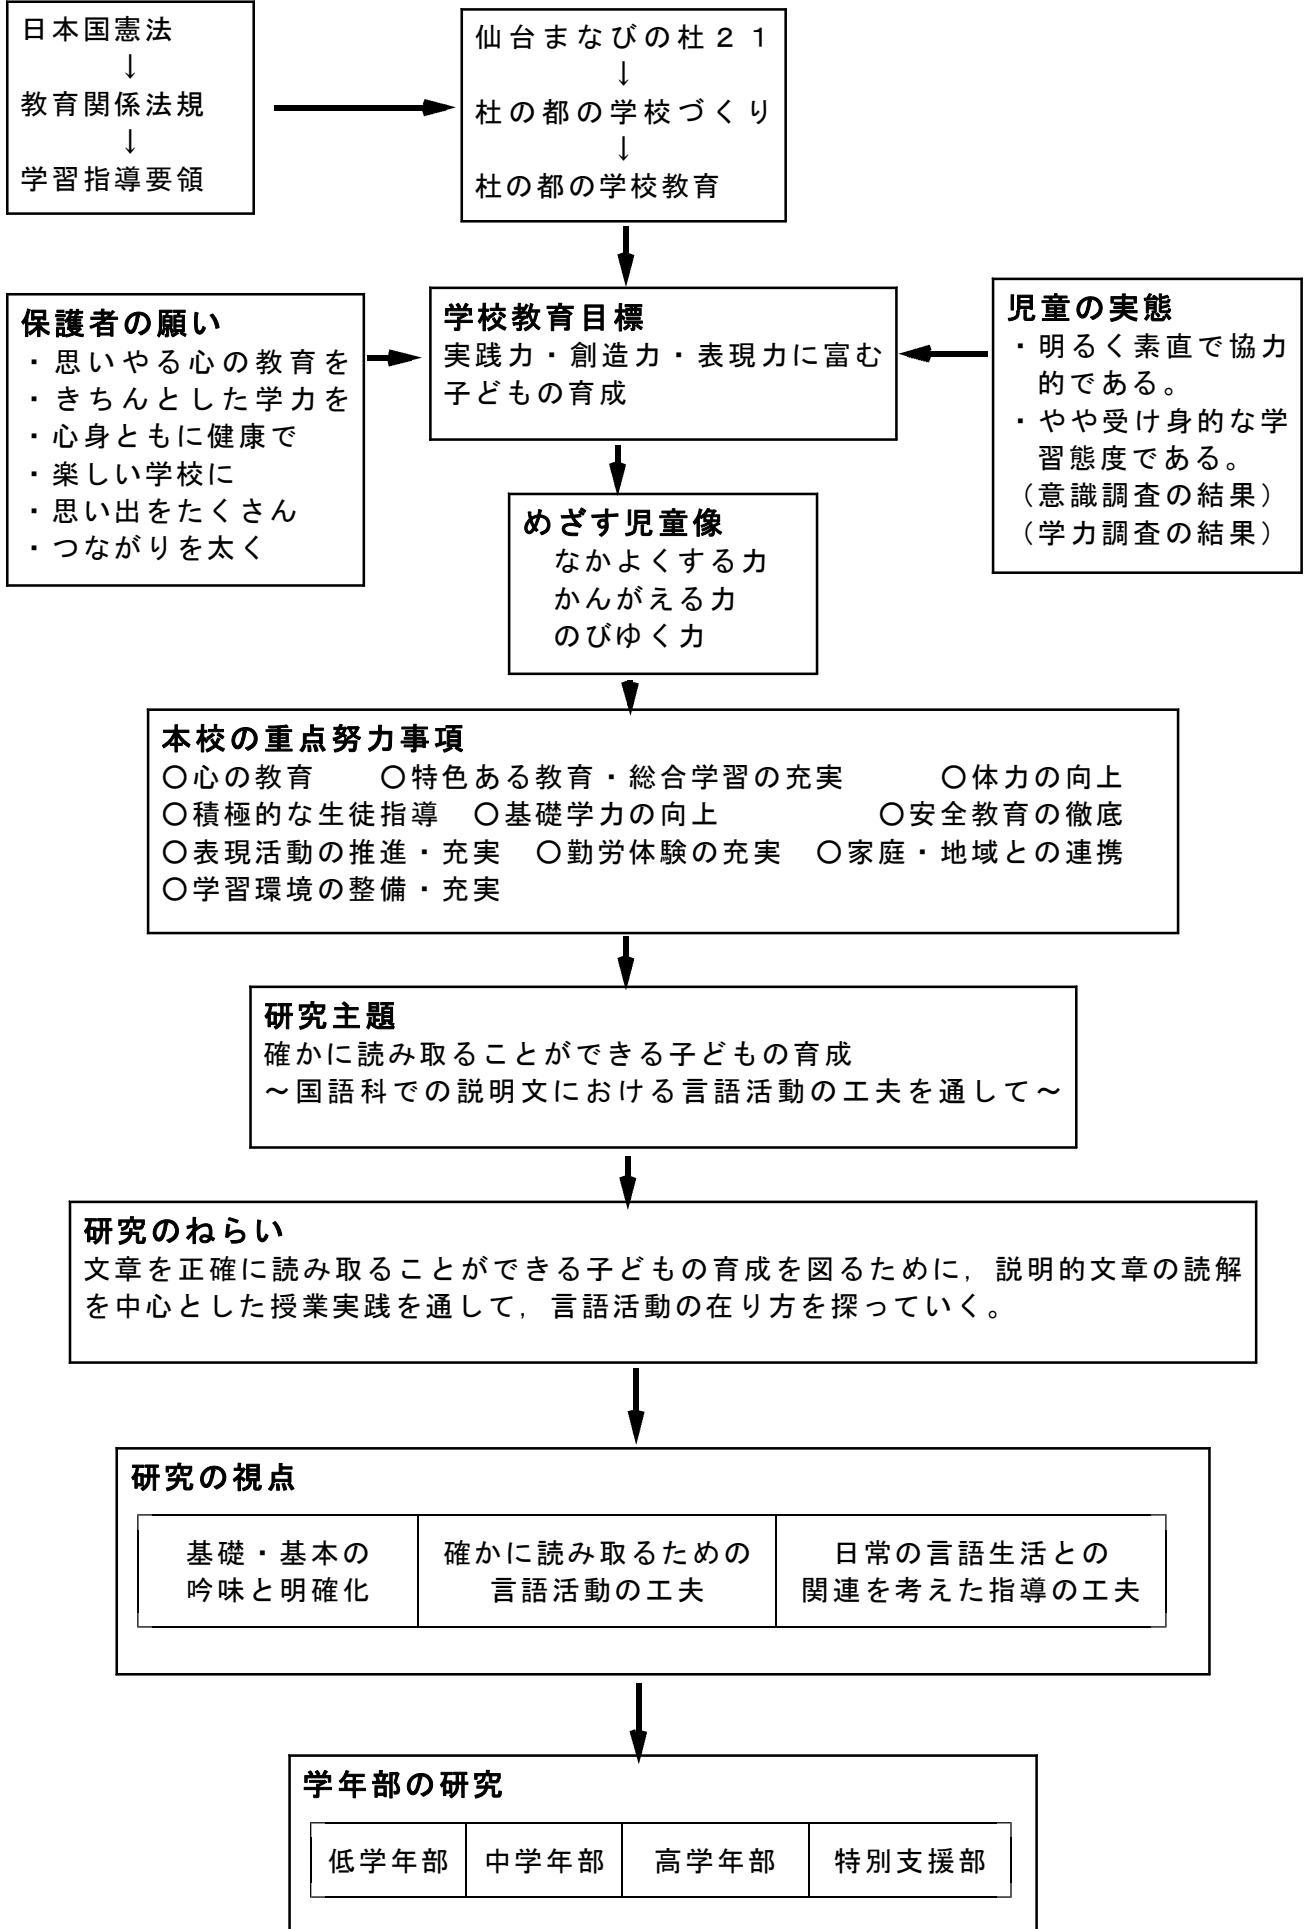 日本国憲法
↓
教育関係法規
↓
学習指導要領
仙台まなびの杜２１
↓
杜の都の学校づくり
↓
杜の都の学校教育
保護者の願い
・思いやる心の教育を
・きちんとした学力を
・心身ともに健康で
・楽しい学校に
・思い出をたくさん
・つながりを太く
学校教育目標
実践力・創造力・表現力に富む
子どもの育成
児童の実態
・明るく素直で協力
的である。
・やや受け身的な学
習態度である。
（意識調査の結果）
（学力調査の結果）
めざす児童像
なかよくする力
かんがえる力
のびゆく力
本校の重点努力事項
○心の教育　○特色ある教育・総合学習の充実　○体力の向上
○積極的な生徒指導　○基礎学力の向上　○安全教育の徹底
○表現活動の推進・充実　○勤労体験の充実　○家庭・地域との連携
○学習環境の整備・充実
研究主題
確かに読み取ることができる子どもの育成
～国語科での説明文における言語活動の工夫を通して～
研究のねらい
文章を正確に読み取ることができる子どもの育成を図るために，説明的文章の読解
を中心とした授業実践を通して，言語活動の在り方を探っていく。
研究の視点
基礎・基本の
吟味と明確化
確かに読み取るための
言語活動の工夫
日常の言語生活との
関連を考えた指導の工夫
学年部の研究
低学年部
中学年部
高学年部
特別支援部